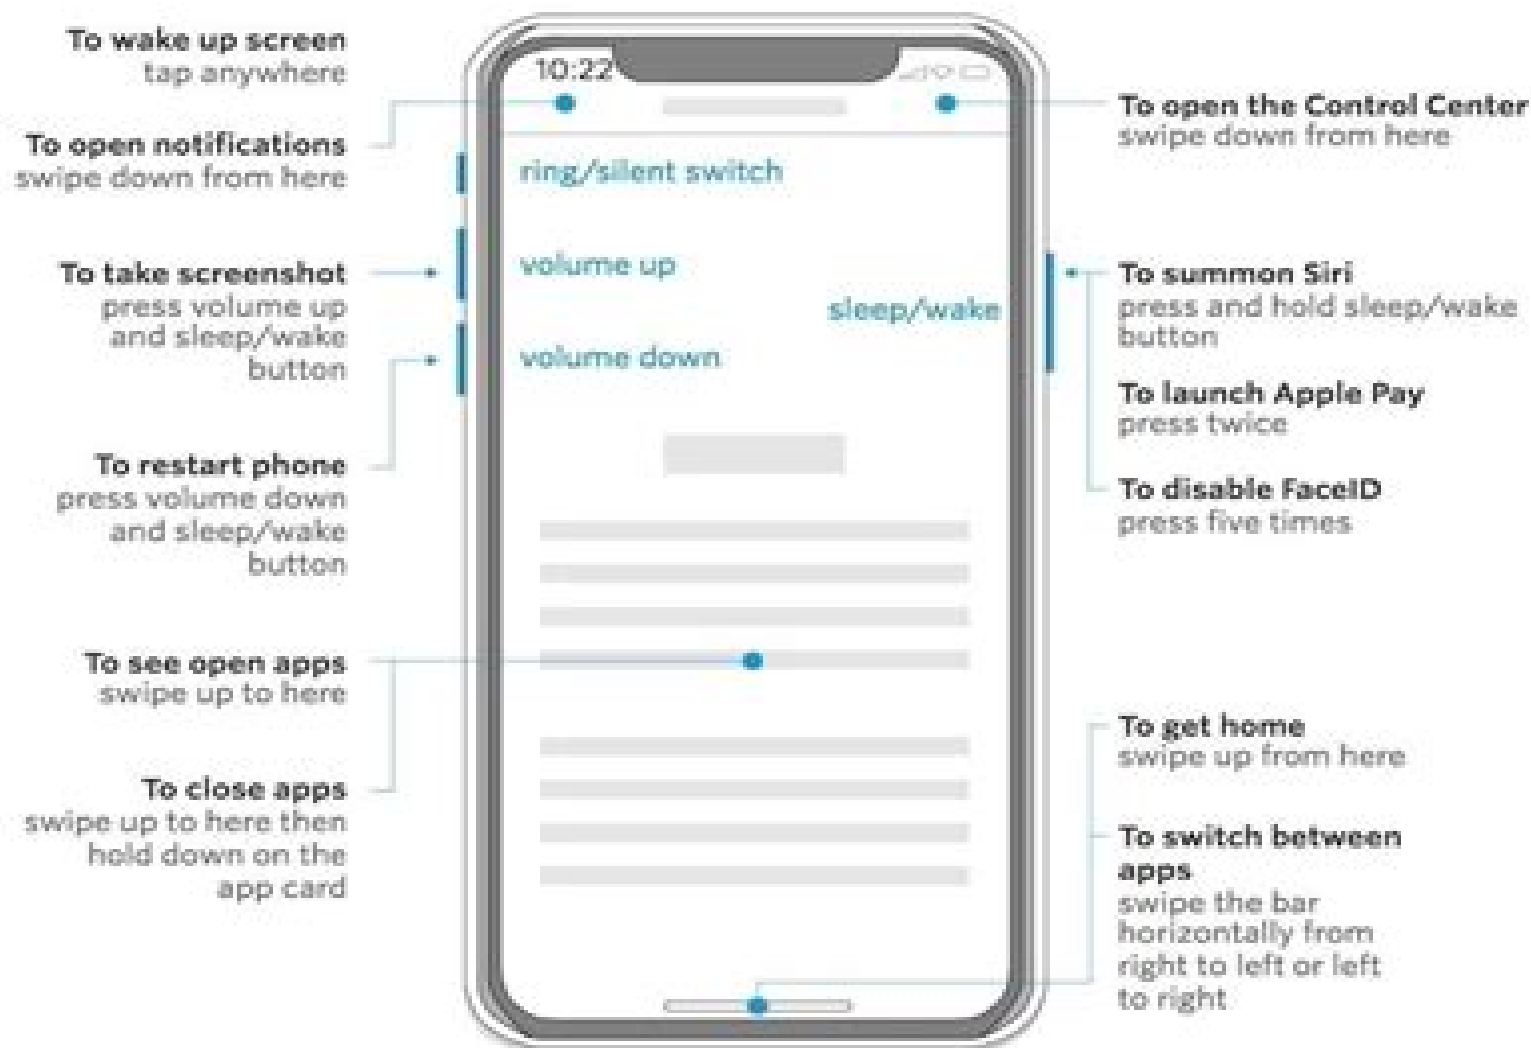 To wake up screen
tap anywhere
To open notifications
swipe down from here
To take screenshot
press volume up
and sleep/wake
button
To restart phone
press volume down
and sleep/wake
button
To see open apps
swipe up to here
To close apps
swipe up to here then
hold down on the
app card
10:22
ring/silent switch
volume up
sleep/wake
volume down
To open the Control Center
swipe down from here
To summon Siri
press and hold sleep/wake
button
To launch Apple Pay
press twice
To disable FaceID
press five times
To get home
swipe up from here
To switch between
apps
swipe the bar
horizontally from
right to left or left
to right